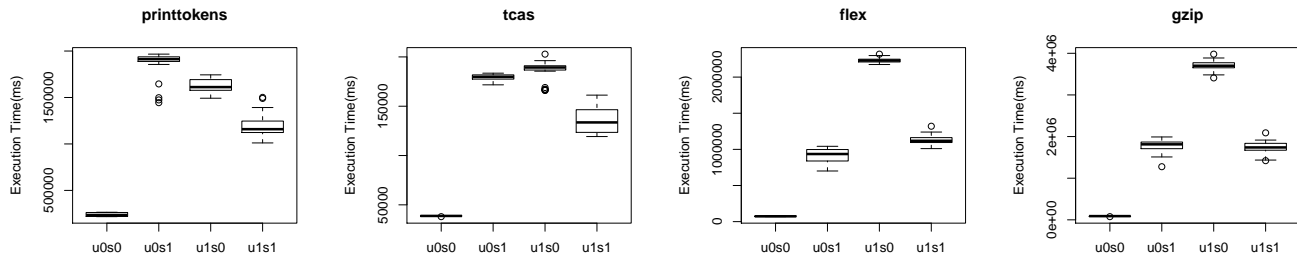 printtokens
Execution Time(ms)
500000
1500000
u0s0
u0s1
u1s0
u1s1
tcas
Execution Time(ms)
50000
150000
u0s0
u0s1
u1s0
u1s1
flex
Execution Time(ms)
0
1000000
2000000
u0s0
u0s1
u1s0
u1s1
gzip
Execution Time(ms)
0e+00
2e+06
4e+06
u0s0
u0s1
u1s0
u1s1